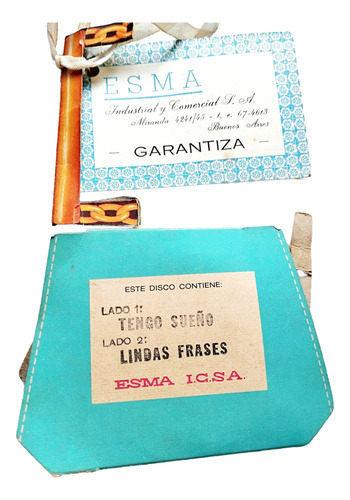 ESMA
Industrial y Comercial S. A.
Miranda 4241/45 - t. e. 67-4613
Buenos Aires
- GARANTIZA -
ESTE DISCO CONTIENE:
LADO 1:
TENGO SUEÑO
LADO 2:
LINDAS FRASES
ESMA I.C.S.A.